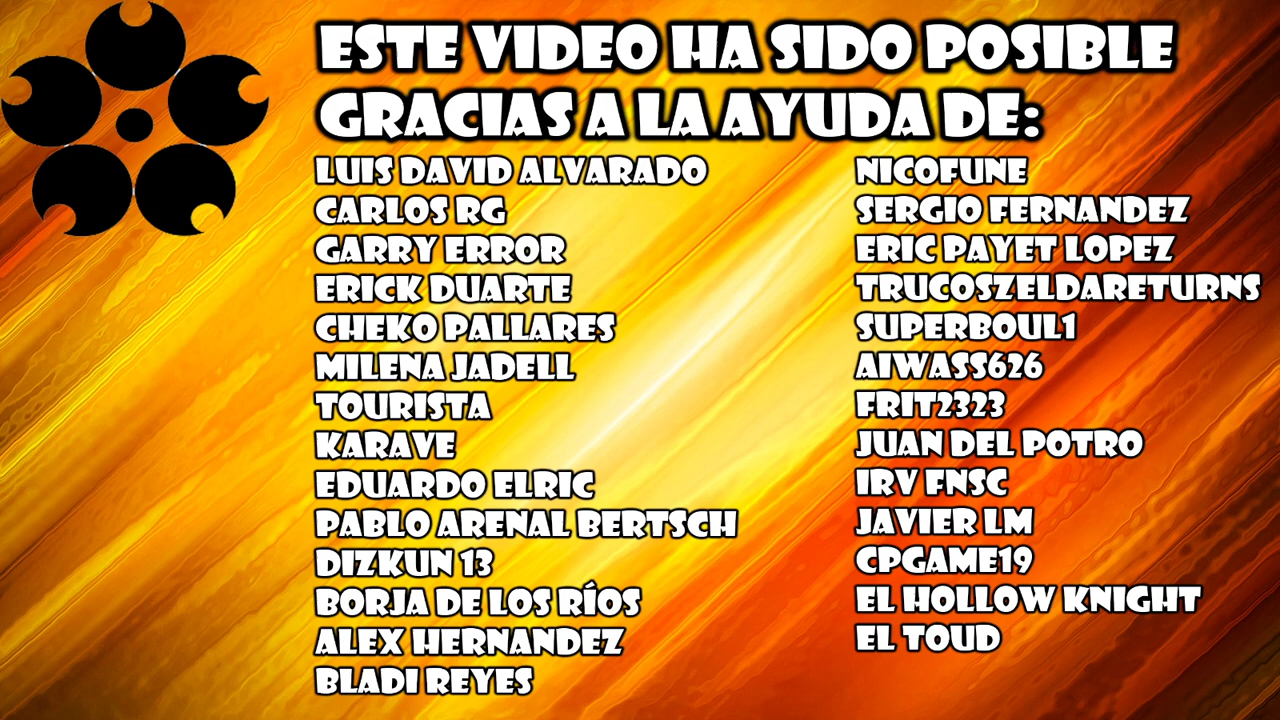 ESTE VIDEO HA SIDO POSIBLE
GRACIAS A LA AYUDA DE:
LUIS DAVID ALVARADO
CARLOS RG
GARRY ERROR
ERICK DUARTE
CHEKO PALLARES
MILENA JADELL
TOURISTA
KARAVE
EDUARDO ELRIC
PABLO ARENAL BERTSCH
DIZKUN 13
BORJA DE LOS RÍOS
ALEX HERNANDEZ
BLADI REYES
NICOFUNE
SERGIO FERNANDEZ
ERIC PAYET LOPEZ
TRUCOSZELDARETURNS
SUPERBOUL1
AIWASS626
FRIT2323
JUAN DEL POTRO
IRV FNSC
JAVIER LM
CPGAME19
EL HOLLOW KNIGHT
EL TOUD